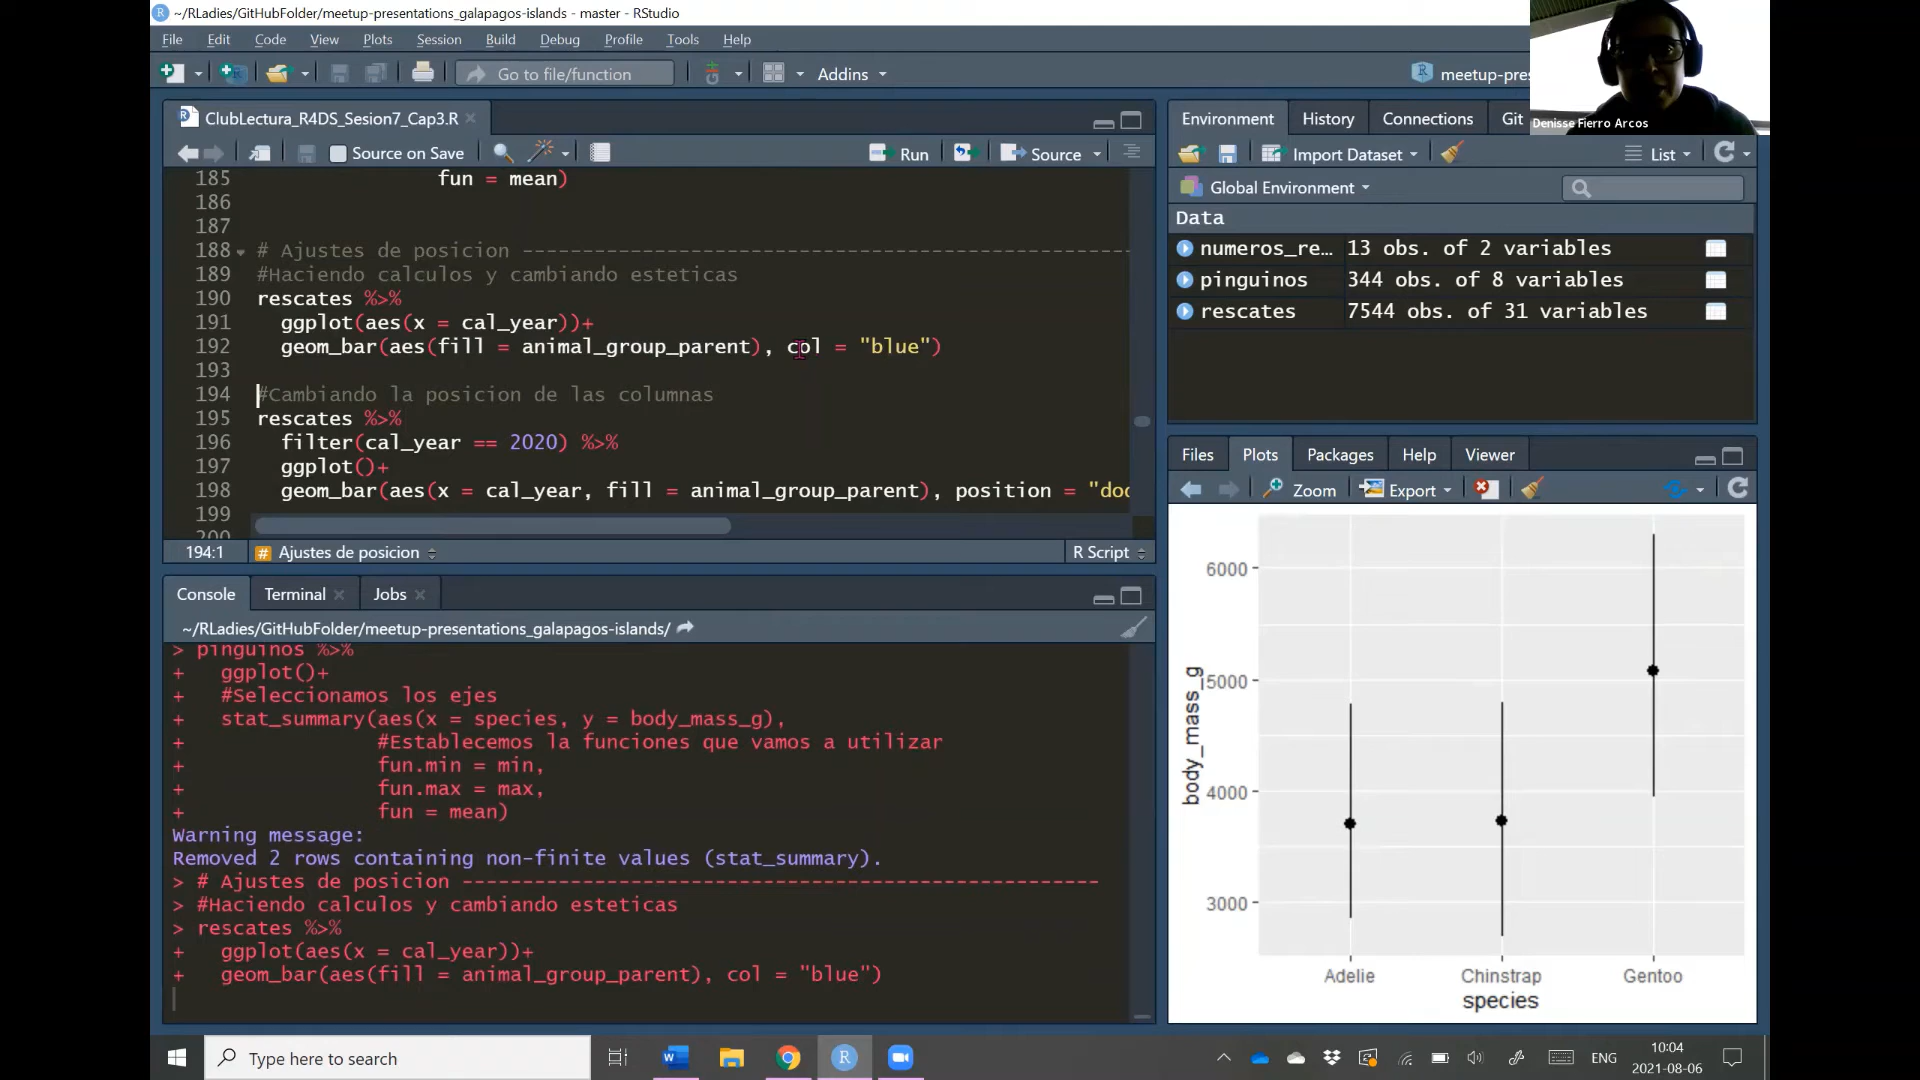 ~/RLadies/GitHubFolder/meetup-presentations_galapagos-islands - master - RStudio
File Edit Code View Plots Session Build Debug Profile Tools Help
Go to file/function
Addins
meetup-pres
Denisse Fierro Arcos
ClubLectura_R4DS_Sesion7_Cap3.R
Source on Save
Run
Source
185 fun = mean)
186
187
188 # Ajustes de posicion ---------------------------------------------------
189 #Haciendo calculos y cambiando esteticas
190 rescates %>%
191 ggplot(aes(x = cal_year))+
192 geom_bar(aes(fill = animal_group_parent), col = "blue")
193
194 #Cambiando la posicion de las columnas
195 rescates %>%
196 filter(cal_year == 2020) %>%
197 ggplot()+
198 geom_bar(aes(x = cal_year, fill = animal_group_parent), position = "doc
199
200
194:1
# Ajustes de posicion
R Script
Console Terminal Jobs
~/RLadies/GitHubFolder/meetup-presentations_galapagos-islands/
> pinguinos %>%
+ ggplot()+
+ #Seleccionamos los ejes
+ stat_summary(aes(x = species, y = body_mass_g),
+ #Establecemos la funciones que vamos a utilizar
+ fun.min = min,
+ fun.max = max,
+ fun = mean)
Warning message:
Removed 2 rows containing non-finite values (stat_summary).
> # Ajustes de posicion -----------------------------------------------------
> #Haciendo calculos y cambiando esteticas
> rescates %>%
+ ggplot(aes(x = cal_year))+
+ geom_bar(aes(fill = animal_group_parent), col = "blue")
Environment History Connections Git
Import Dataset
List
Global Environment
Data
numeros_re… 13 obs. of 2 variables
pinguinos 344 obs. of 8 variables
rescates 7544 obs. of 31 variables
Files Plots Packages Help Viewer
Zoom Export
body_mass_g
6000
5000
4000
3000
Adelie Chinstrap Gentoo
species
Type here to search
ENG
10:04
2021-08-06